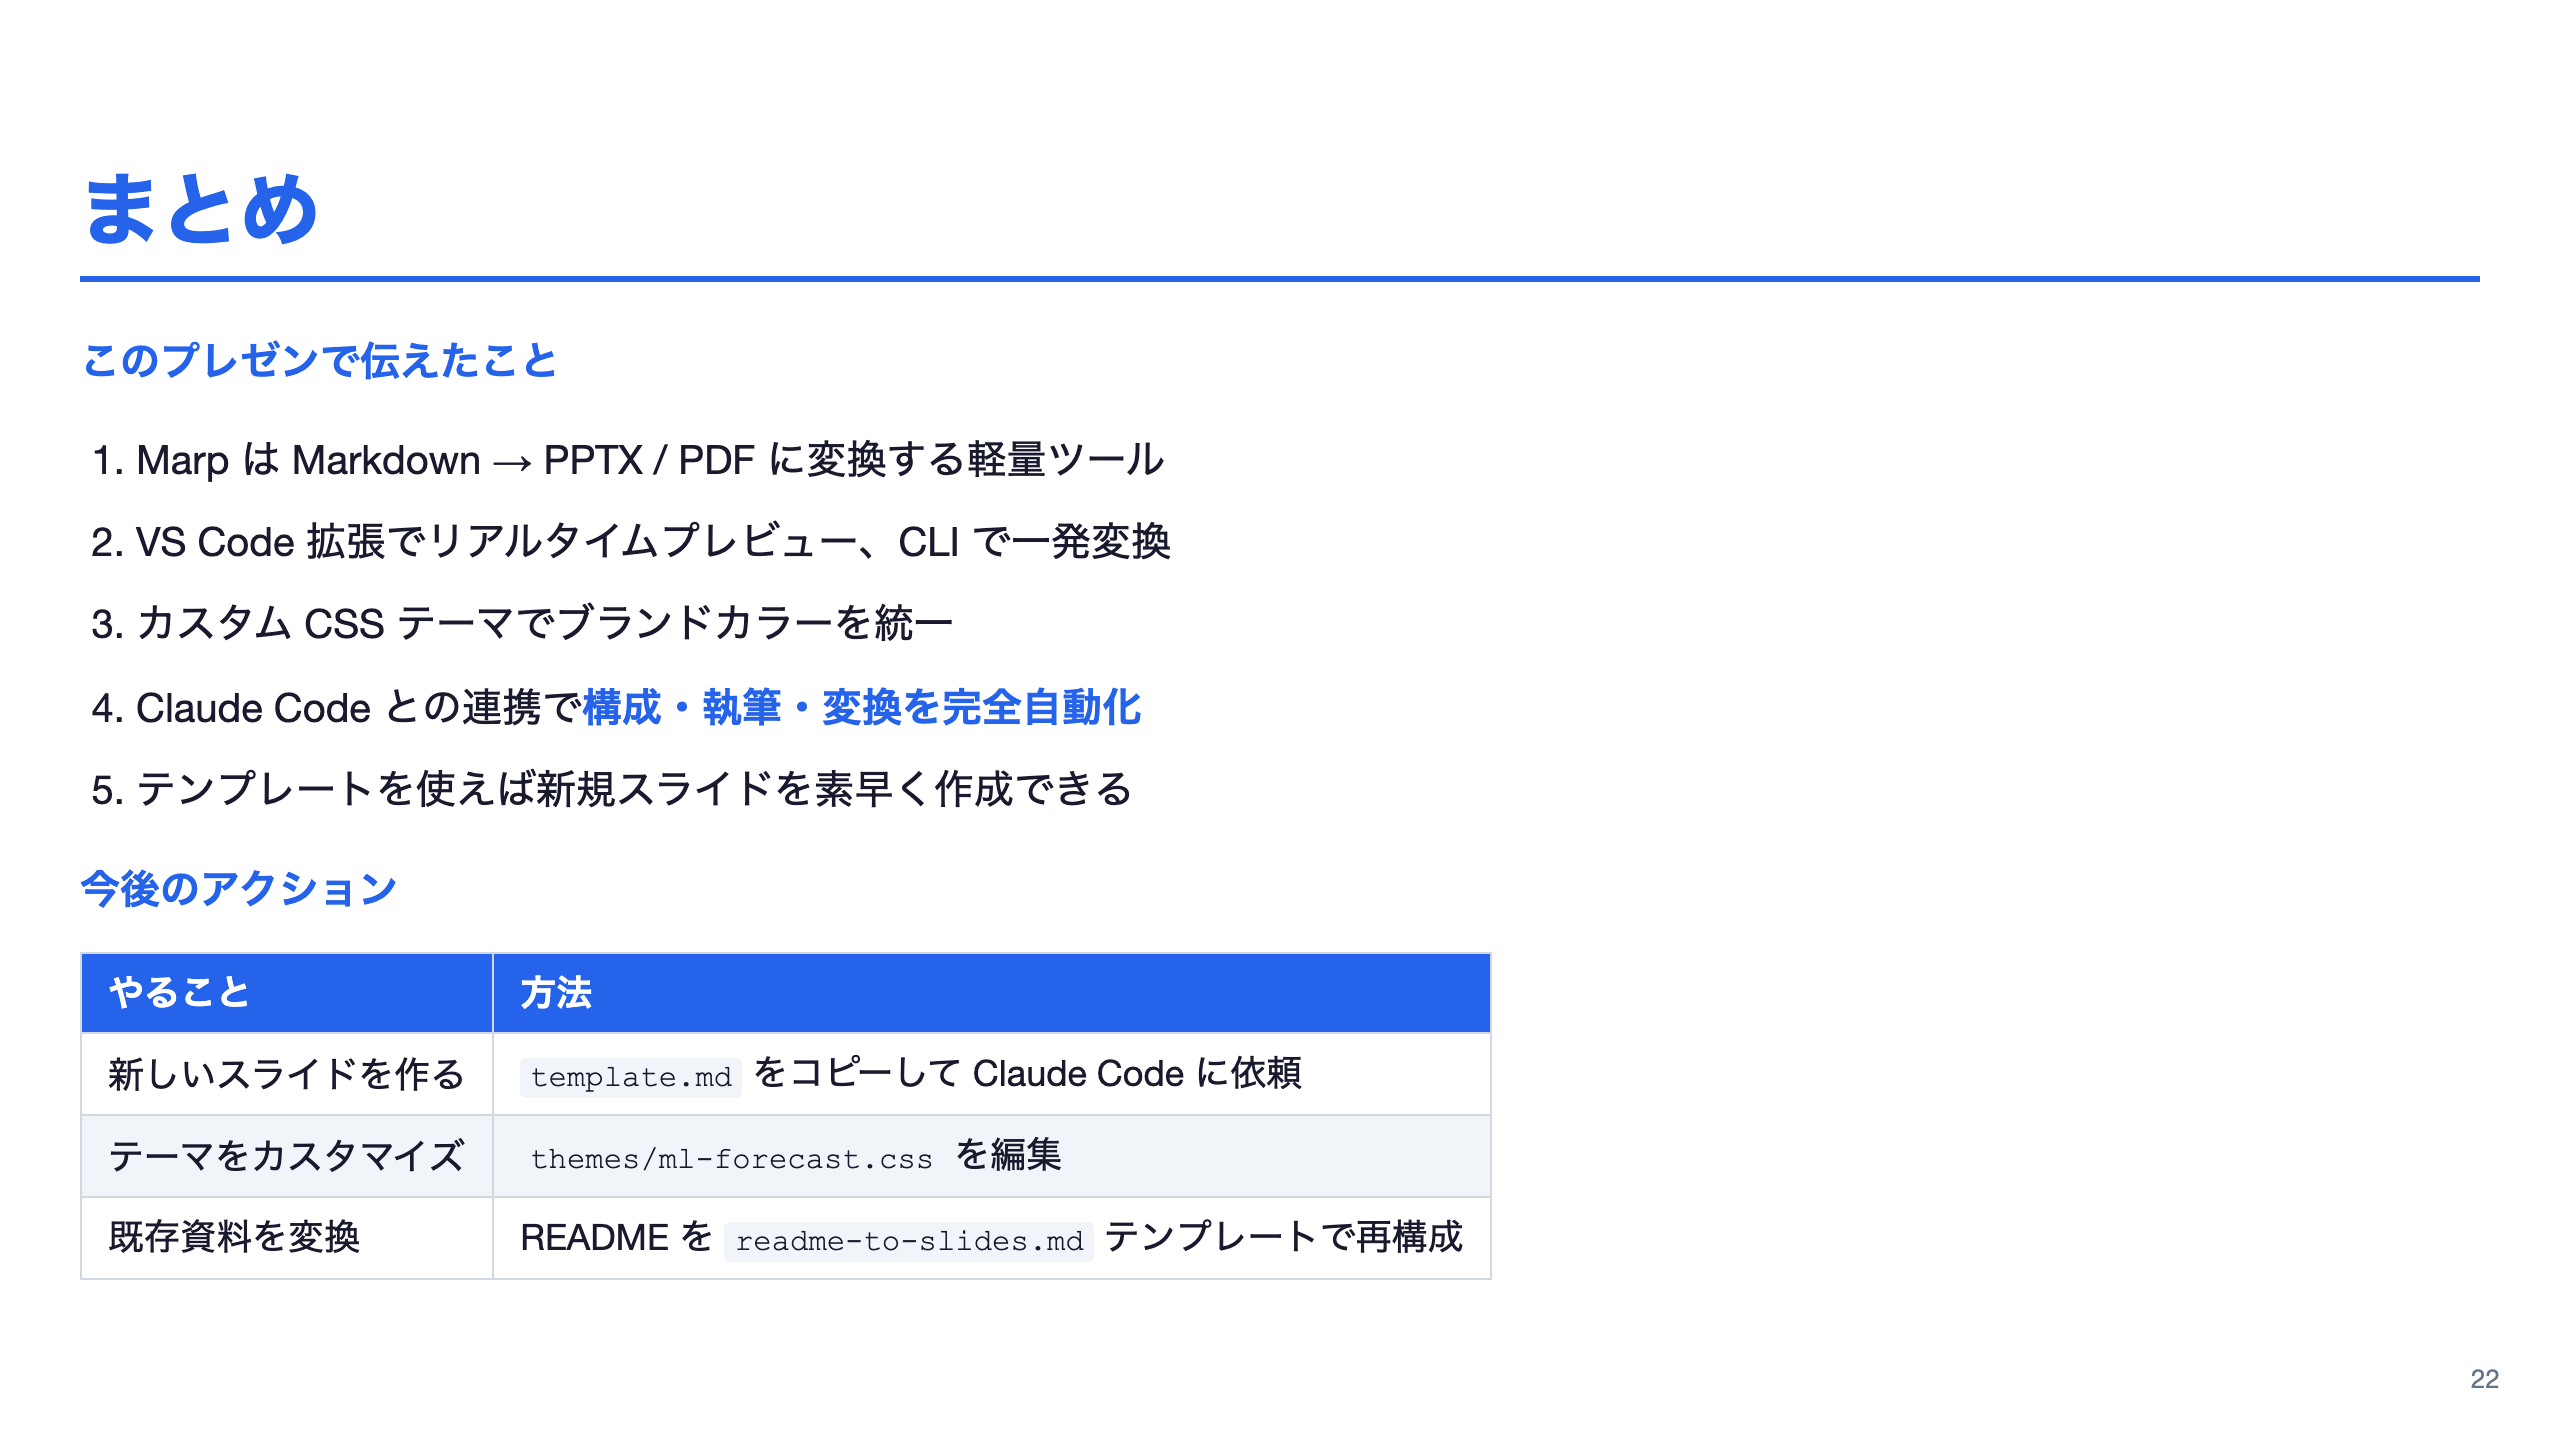 まとめ
このプレゼンで伝えたこと
1. Marp は Markdown → PPTX / PDF に変換する軽量ツール
2. VS Code 拡張でリアルタイムプレビュー、CLI で一発変換
3. カスタム CSS テーマでブランドカラーを統一
4. Claude Code との連携で構成・執筆・変換を完全自動化
5. テンプレートを使えば新規スライドを素早く作成できる
今後のアクション
やること 方法
新しいスライドを作る template.md をコピーして Claude Code に依頼
テーマをカスタマイズ themes/ml-forecast.css を編集
既存資料を変換 README を readme-to-slides.md テンプレートで再構成
22